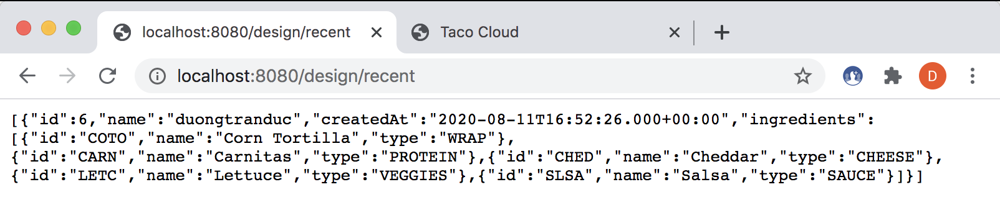 localhost:8080/design/recent
Taco Cloud
localhost:8080/design/recent
D
[{"id":6,"name":"duongtranduc","createdAt":"2020-08-11T16:52:26.000+00:00","ingredients":
[{"id":"COTO","name":"Corn Tortilla","type":"WRAP"},
{"id":"CARN","name":"Carnitas","type":"PROTEIN"},{"id":"CHED","name":"Cheddar","type":"CHEESE"},
{"id":"LETC","name":"Lettuce","type":"VEGGIES"},{"id":"SLSA","name":"Salsa","type":"SAUCE"}]}]